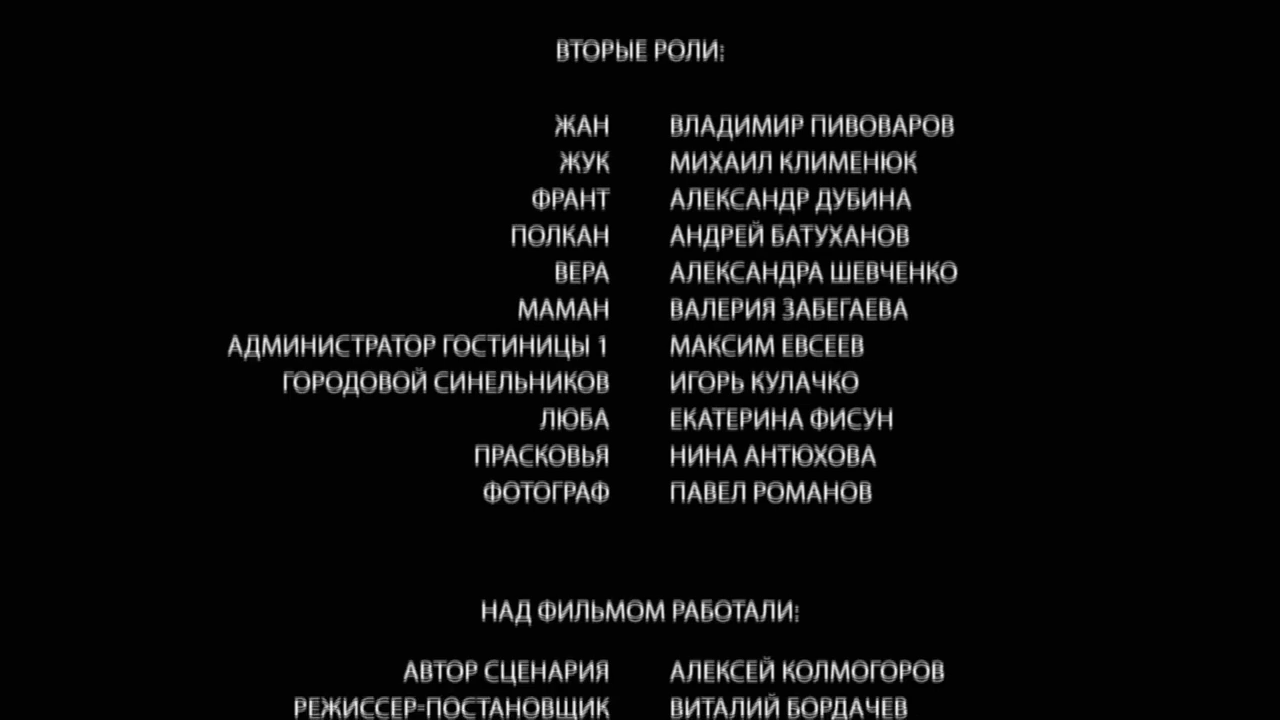 ВТОРЫЕ РОЛИ:
ЖАН ВЛАДИМИР ПИВОВАРОВ
ЖУК МИХАИЛ КЛИМЕНЮК
ФРАНТ АЛЕКСАНДР ДУБИНА
ПОЛКАН АНДРЕЙ БАТУХАНОВ
ВЕРА АЛЕКСАНДРА ШЕВЧЕНКО
МАМАН ВАЛЕРИЯ ЗАБЕГАЕВА
АДМИНИСТРАТОР ГОСТИНИЦЫ 1 МАКСИМ ЕВСЕЕВ
ГОРОДОВОЙ СИНЕЛЬНИКОВ ИГОРЬ КУЛАЧКО
ЛЮБА ЕКАТЕРИНА ФИСУН
ПРАСКОВЬЯ НИНА АНТЮХОВА
ФОТОГРАФ ПАВЕЛ РОМАНОВ
НАД ФИЛЬМОМ РАБОТАЛИ:
АВТОР СЦЕНАРИЯ АЛЕКСЕЙ КОЛМОГОРОВ
РЕЖИССЕР-ПОСТАНОВЩИК ВИТАЛИЙ БОРДАЧЕВ